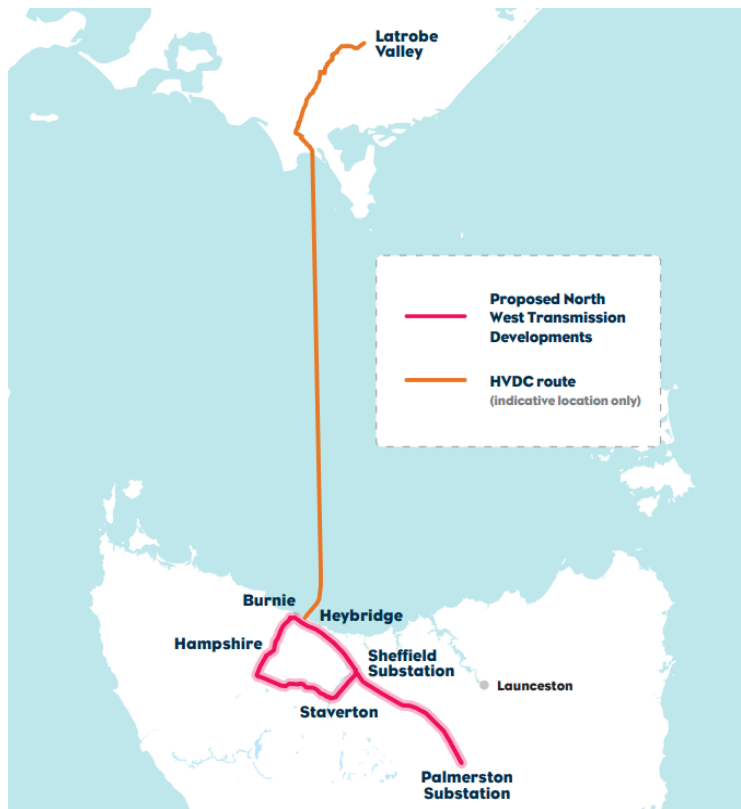 Latrobe
Valley
Proposed North
West Transmission
Developments
HVDC route
(indicative location only)
Burnie
Heybridge
Hampshire
Sheffield
Substation
Launceston
Staverton
Palmerston
Substation